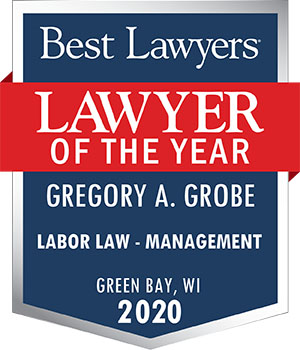 Best Lawyers®
LAWYER
OF THE YEAR
GREGORY A. GROBE
LABOR LAW - MANAGEMENT
GREEN BAY, WI
2020